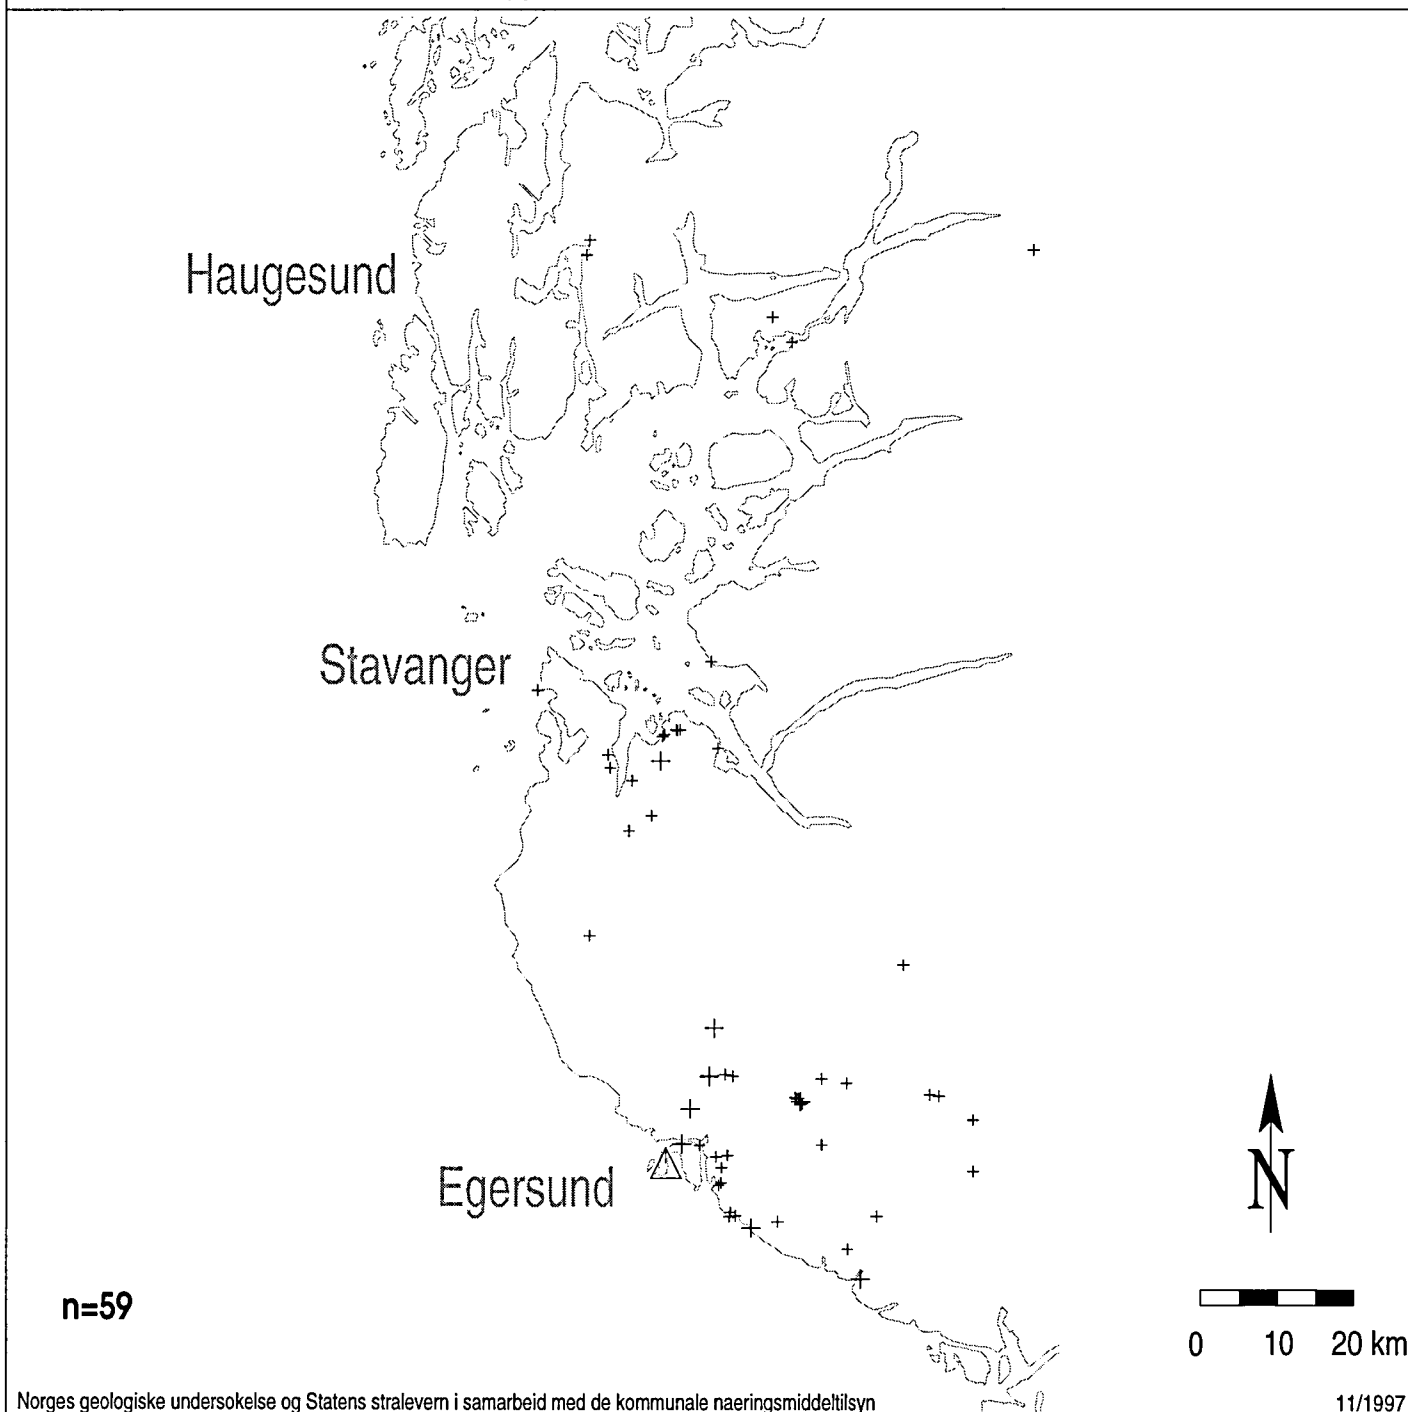 Haugesund
Stavanger
Egersund
N
n=59
0 10 20 km
Norges geologiske undersokelse og Statens stralevern i samarbeid med de kommunale naeringsmiddeltilsyn 11/1997